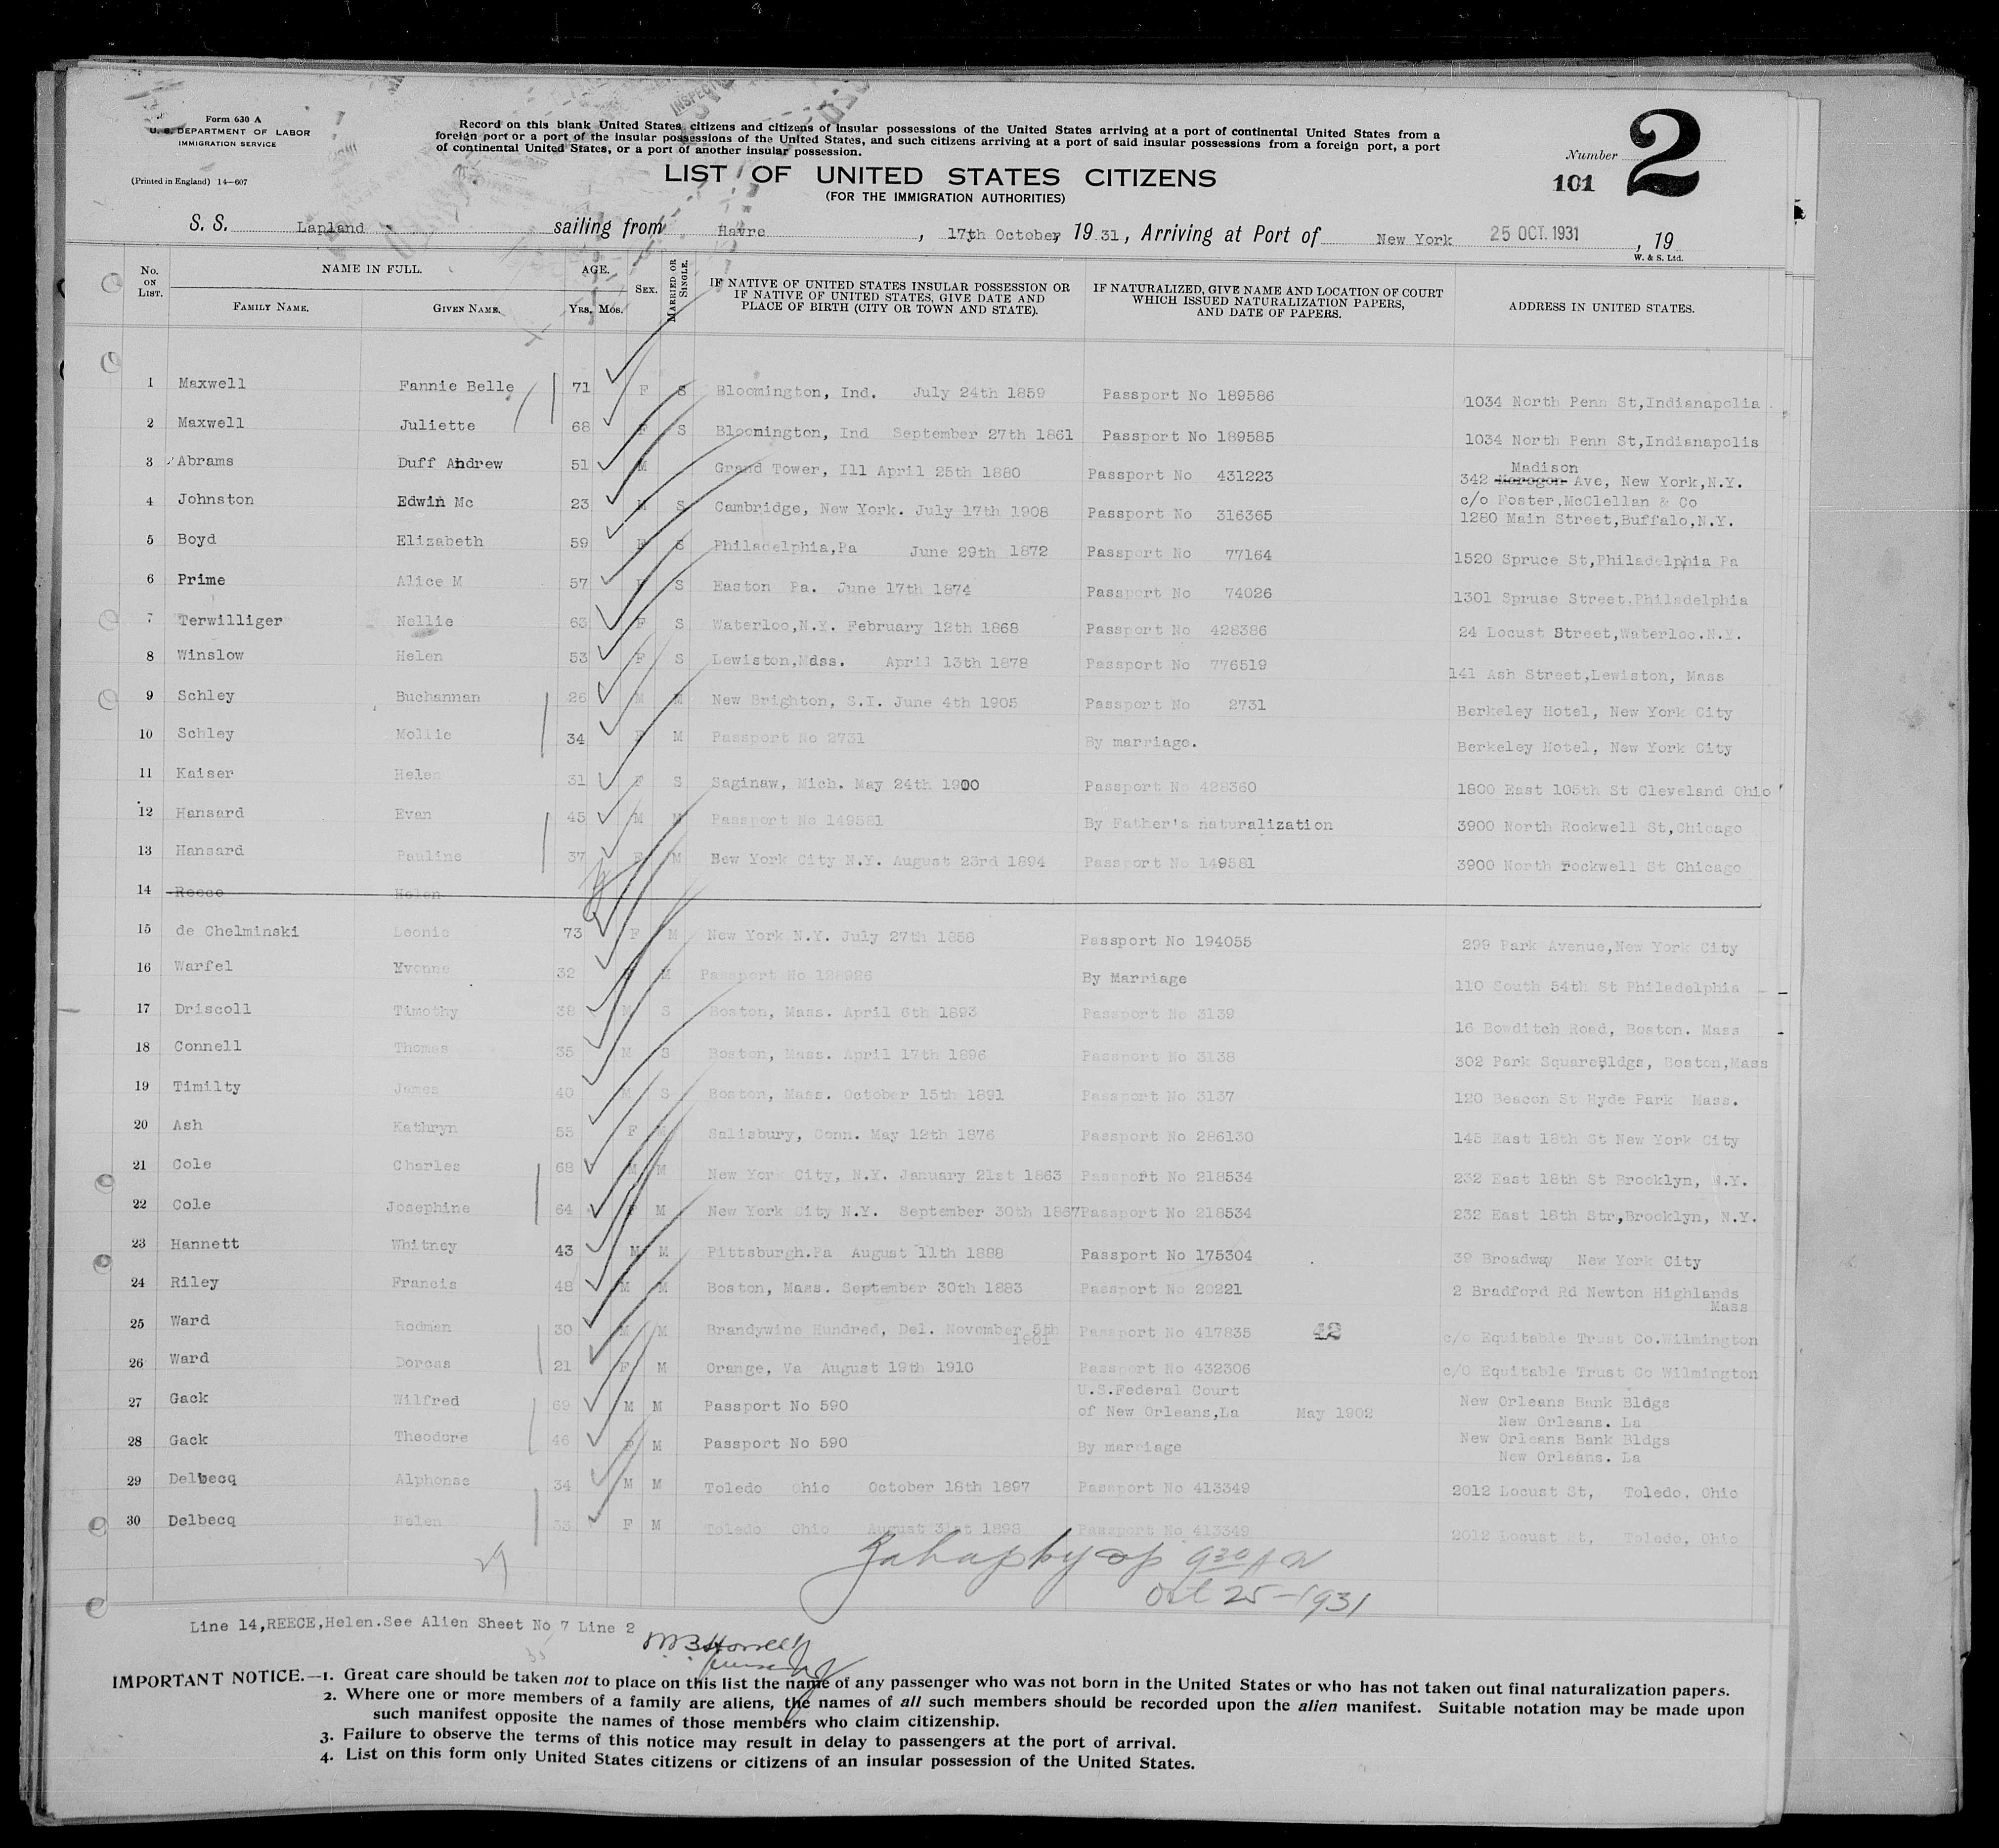 Form 630 A
U. S. DEPARTMENT OF LABOR
IMMIGRATION SERVICE
(Printed in England) 14—607
Record on this blank United States citizens and citizens of insular possessions of the United States arriving at a port of continental United States from a
foreign port or a port of the insular possessions of the United States, and such citizens arriving at a port of said insular possessions from a foreign port, a port
of continental United States, or a port of another insular possession.
INSPECTOR
LIST OF UNITED STATES CITIZENS
(FOR THE IMMIGRATION AUTHORITIES)
Number 2
101
S. S. Lapland sailing from Havre, 17th October, 19 31, Arriving at Port of New York 25 OCT. 1931, 19
W. & S. Ltd.
No. ON LIST. NAME IN FULL. FAMILY NAME. GIVEN NAME. AGE. Yrs. Mos. SEX. MARRIED OR SINGLE. IF NATIVE OF UNITED STATES INSULAR POSSESSION OR IF NATIVE OF UNITED STATES, GIVE DATE AND PLACE OF BIRTH (CITY OR TOWN AND STATE). IF NATURALIZED, GIVE NAME AND LOCATION OF COURT WHICH ISSUED NATURALIZATION PAPERS, AND DATE OF PAPERS. ADDRESS IN UNITED STATES.
1 Maxwell Fannie Belle 71 F S Bloomington, Ind. July 24th 1859 Passport No 189586 1034 North Penn St,Indianapolia
2 Maxwell Juliette 68 F S Bloomington, Ind September 27th 1861 Passport No 189585 1034 North Penn St,Indianapolis
3 Abrams Duff Andrew 51 M Grand Tower, Ill April 25th 1880 Passport No 431223 Madison
342 Ave, New York,N.Y.
4 Johnston Edwin Mc 23 M S Cambridge, New York. July 17th 1908 Passport No 316365 c/o Foster.McClellan & Co
1280 Main Street,Buffalo,N.Y.
5 Boyd Elizabeth 59 F S Philadelphia,Pa June 29th 1872 Passport No 77164 1520 Spruce St,Philadelphia Pa
6 Prime Alice M 57 F S Easton Pa. June 17th 1874 Passport No 74026 1301 Spruse Street.Philadelphia
7 Terwilliger Nellie 63 F S Waterloo,N.Y. February 12th 1868 Passport No 428386 24 Locust Street,Waterloo.N.Y.
8 Winslow Helen 53 F S Lewiston,Mass. April 13th 1878 Passport No 776519 141 Ash Street,Lewiston, Mass
9 Schley Buchannan 26 M M New Brighton, S.I. June 4th 1905 Passport No 2731 Berkeley Hotel, New York City
10 Schley Mollie 34 F M Passport No 2731 By marriage. Berkeley Hotel, New York City
11 Kaiser Helen 31 F S Saginaw, Mich. May 24th 1900 Passport No 428360 1800 East 105th St Cleveland Ohio
12 Hansard Evan 45 M M Passport No 149581 By Father's naturalization 3900 North Rockwell St,Chicago
13 Hansard Pauline 37 F M New York City N.Y. August 23rd 1894 Passport No 149581 3900 North Rockwell St Chicago
14 Reece Helen
15 de Chelminski Leonie 73 F M New York N.Y. July 27th 1858 Passport No 194055 299 Park Avenue,New York City
16 Warfel Yvonne 32 F M Passport No 128926 By Marriage 110 South 54th St Philadelphia
17 Driscoll Timothy 38 M S Boston, Mass. April 6th 1893 Passport No 3139 16 Bowditch Road, Boston. Mass
18 Connell Thomas 35 M S Boston, Mass. April 17th 1896 Passport No 3138 302 Park SquareBldgs, Boston,Mass
19 Timilty James 40 M S Boston, Mass. October 15th 1891 Passport No 3137 120 Beacon St Hyde Park Mass.
20 Ash Kathryn 55 F M Salisbury, Conn. May 12th 1876 Passport No 286130 145 East 18th St New York City
21 Cole Charles 68 M M New York City, N.Y. January 21st 1863 Passport No 218534 232 East 18th St Brooklyn, N.Y.
22 Cole Josephine 64 F M New York City N.Y. September 30th 1867 Passport No 218534 232 East 18th Str,Brooklyn, N.Y.
23 Hannett Whitney 43 M M Pittsburgh.Pa August 11th 1888 Passport No 175304 39 Broadway New York City
24 Riley Francis 48 M M Boston, Mass. September 30th 1883 Passport No 20221 2 Bradford Rd Newton Highlands
Mass
25 Ward Rodman 30 M M Brandywine Hundred, Del. November 5th
1901 Passport No 417835 42 c/o Equitable Trust Co.Wilmington
26 Ward Dorcas 21 F M Orange, Va August 19th 1910 Passport No 432306 c/O Equitable Trust Co Wilmington
27 Gack Wilfred 69 M M Passport No 590 U.S.Federal Court
of New Orleans,La May 1902 New Orleans Bank Bldgs
New Orleans. La
28 Gack Theodore 46 F M Passport No 590 By marriage New Orleans Bank Bldgs
New Orleans. La
29 Delbecq Alphonse 34 M M Toledo Ohio October 18th 1897 Passport No 413349 2012 Locust St, Toledo. Ohio
30 Delbecq Helen 33 F M Toledo Ohio August 31st 1898 Passport No 413349 2012 Locust St, Toledo, Ohio
29
930 AM
Oct 25-1931
Line 14,REECE,Helen.See Alien Sheet No 7 Line 2
IMPORTANT NOTICE.—1. Great care should be taken not to place on this list the name of any passenger who was not born in the United States or who has not taken out final naturalization papers.
2. Where one or more members of a family are aliens, the names of all such members should be recorded upon the alien manifest. Suitable notation may be made upon
such manifest opposite the names of those members who claim citizenship.
3. Failure to observe the terms of this notice may result in delay to passengers at the port of arrival.
4. List on this form only United States citizens or citizens of an insular possession of the United States.